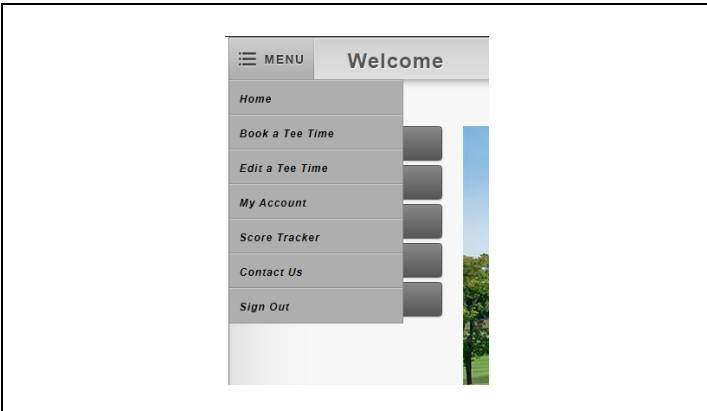 MENU Welcome
Home
Book a Tee Time
Edit a Tee Time
My Account
Score Tracker
Contact Us
Sign Out